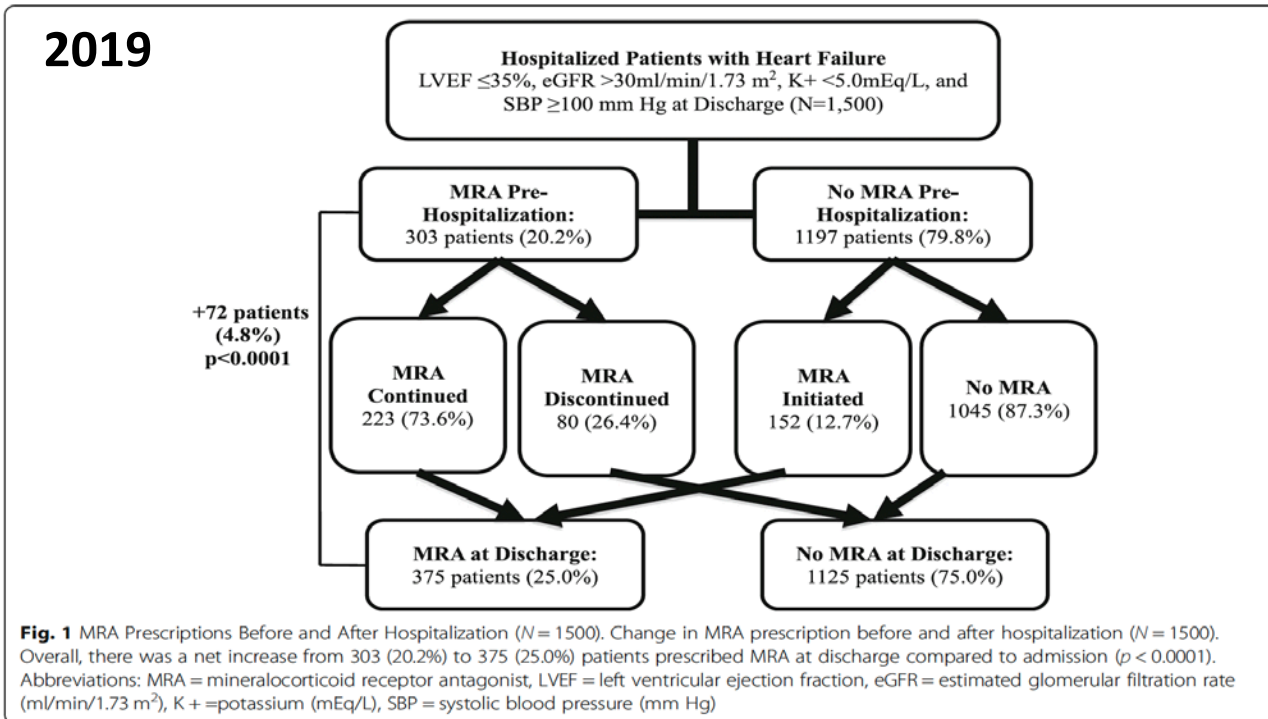 2019
Hospitalized Patients with Heart Failure
LVEF ≤35%, eGFR >30ml/min/1.73 m², K+ <5.0mEq/L, and
SBP ≥100 mm Hg at Discharge (N=1,500)
MRA Pre-
Hospitalization:
303 patients (20.2%)
No MRA Pre-
Hospitalization:
1197 patients (79.8%)
+72 patients
(4.8%)
p<0.0001
MRA
Continued
223 (73.6%)
MRA
Discontinued
80 (26.4%)
MRA
Initiated
152 (12.7%)
No MRA
1045 (87.3%)
MRA at Discharge:
375 patients (25.0%)
No MRA at Discharge:
1125 patients (75.0%)
Fig. 1 MRA Prescriptions Before and After Hospitalization (N = 1500). Change in MRA prescription before and after hospitalization (N = 1500).
Overall, there was a net increase from 303 (20.2%) to 375 (25.0%) patients prescribed MRA at discharge compared to admission (p < 0.0001).
Abbreviations: MRA = mineralocorticoid receptor antagonist, LVEF = left ventricular ejection fraction, eGFR = estimated glomerular filtration rate
(ml/min/1.73 m²), K + =potassium (mEq/L), SBP = systolic blood pressure (mm Hg)